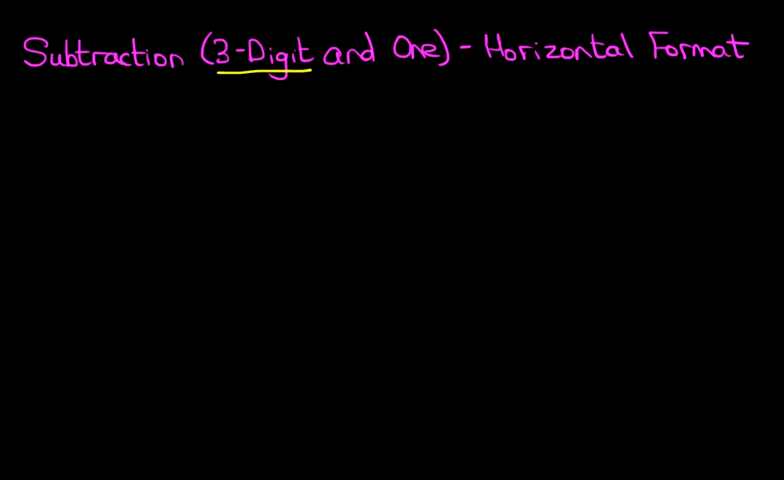 Subtraction (3-Digit and One) - Horizontal Format